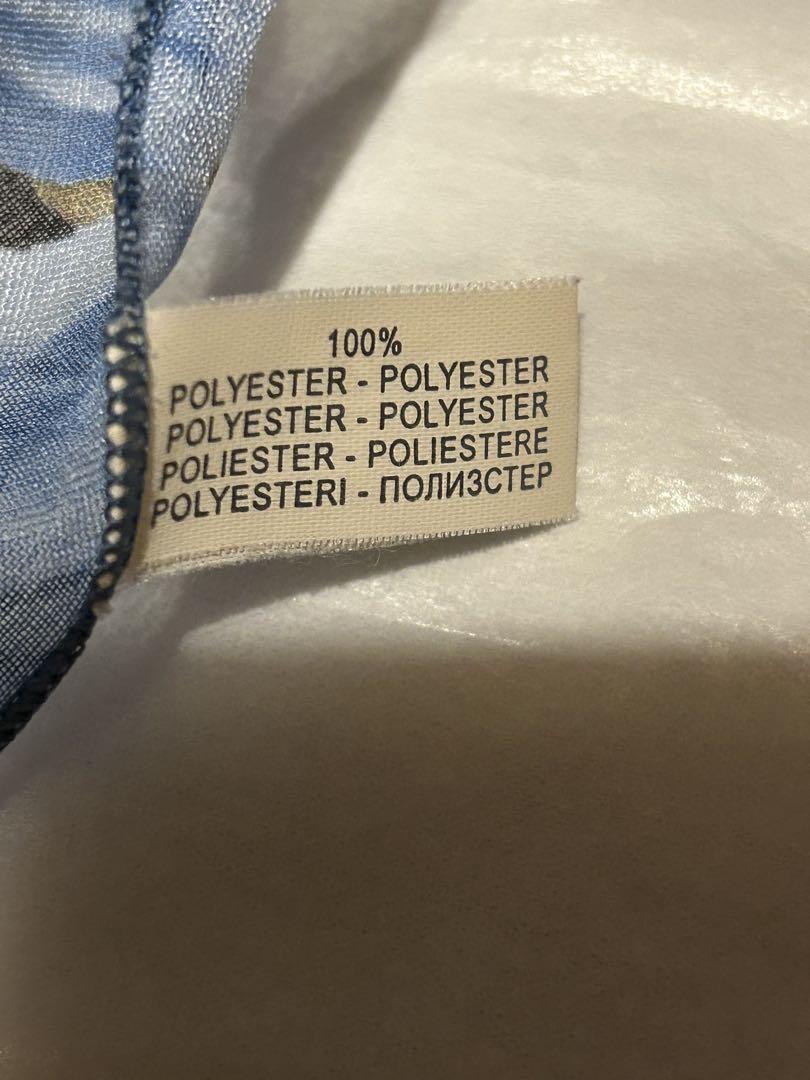 100%
POLYESTER - POLYESTER
POLYESTER - POLYESTER
POLIESTER - POLIESTERE
POLYESTERI - ПОЛИЗСТЕР